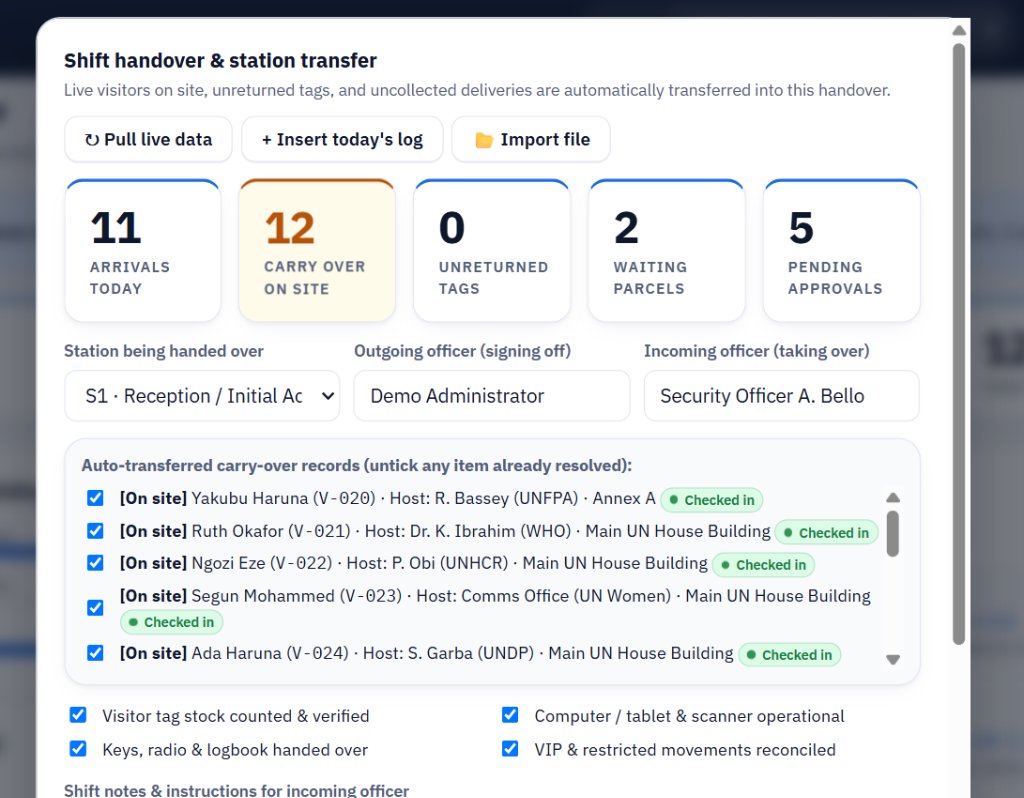 Shift handover & station transfer
Live visitors on site, unreturned tags, and uncollected deliveries are automatically transferred into this handover.
↻ Pull live data
+ Insert today's log
Import file
11
ARRIVALS
TODAY
12
CARRY OVER
ON SITE
0
UNRETURNED
TAGS
2
WAITING
PARCELS
5
PENDING
APPROVALS
Station being handed over
S1 · Reception / Initial Ac
Outgoing officer (signing off)
Demo Administrator
Incoming officer (taking over)
Security Officer A. Bello
Auto-transferred carry-over records (untick any item already resolved):
[On site] Yakubu Haruna (V-020) · Host: R. Bassey (UNFPA) · Annex A Checked in
[On site] Ruth Okafor (V-021) · Host: Dr. K. Ibrahim (WHO) · Main UN House Building Checked in
[On site] Ngozi Eze (V-022) · Host: P. Obi (UNHCR) · Main UN House Building Checked in
[On site] Segun Mohammed (V-023) · Host: Comms Office (UN Women) · Main UN House Building
Checked in
[On site] Ada Haruna (V-024) · Host: S. Garba (UNDP) · Main UN House Building Checked in
Visitor tag stock counted & verified
Computer / tablet & scanner operational
Keys, radio & logbook handed over
VIP & restricted movements reconciled
Shift notes & instructions for incoming officer